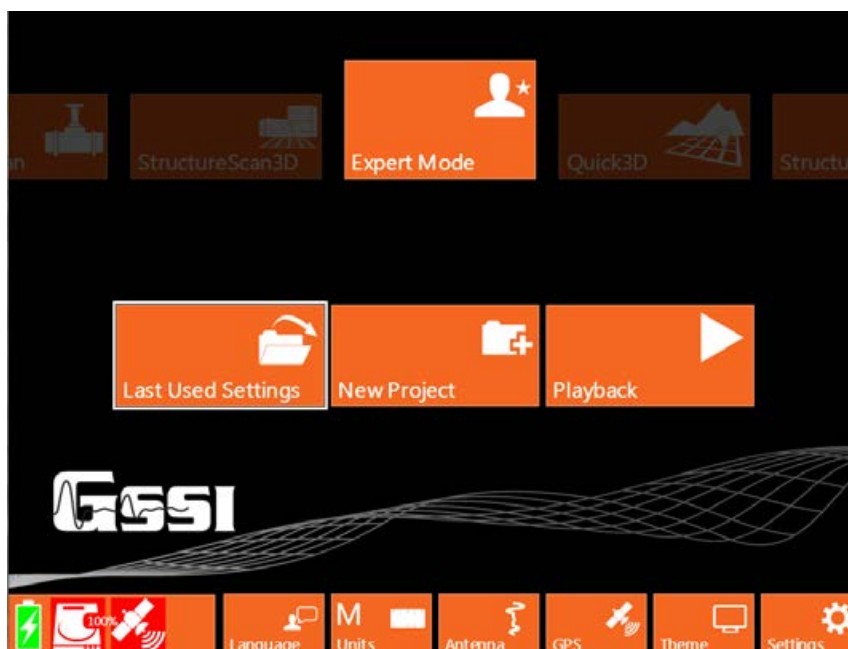 StructureScan3D
Expert Mode
Quick3D
Last Used Settings
New Project
Playback
GSSI
100%
Language
M
Units
Antenna
GPS
Theme
Settings